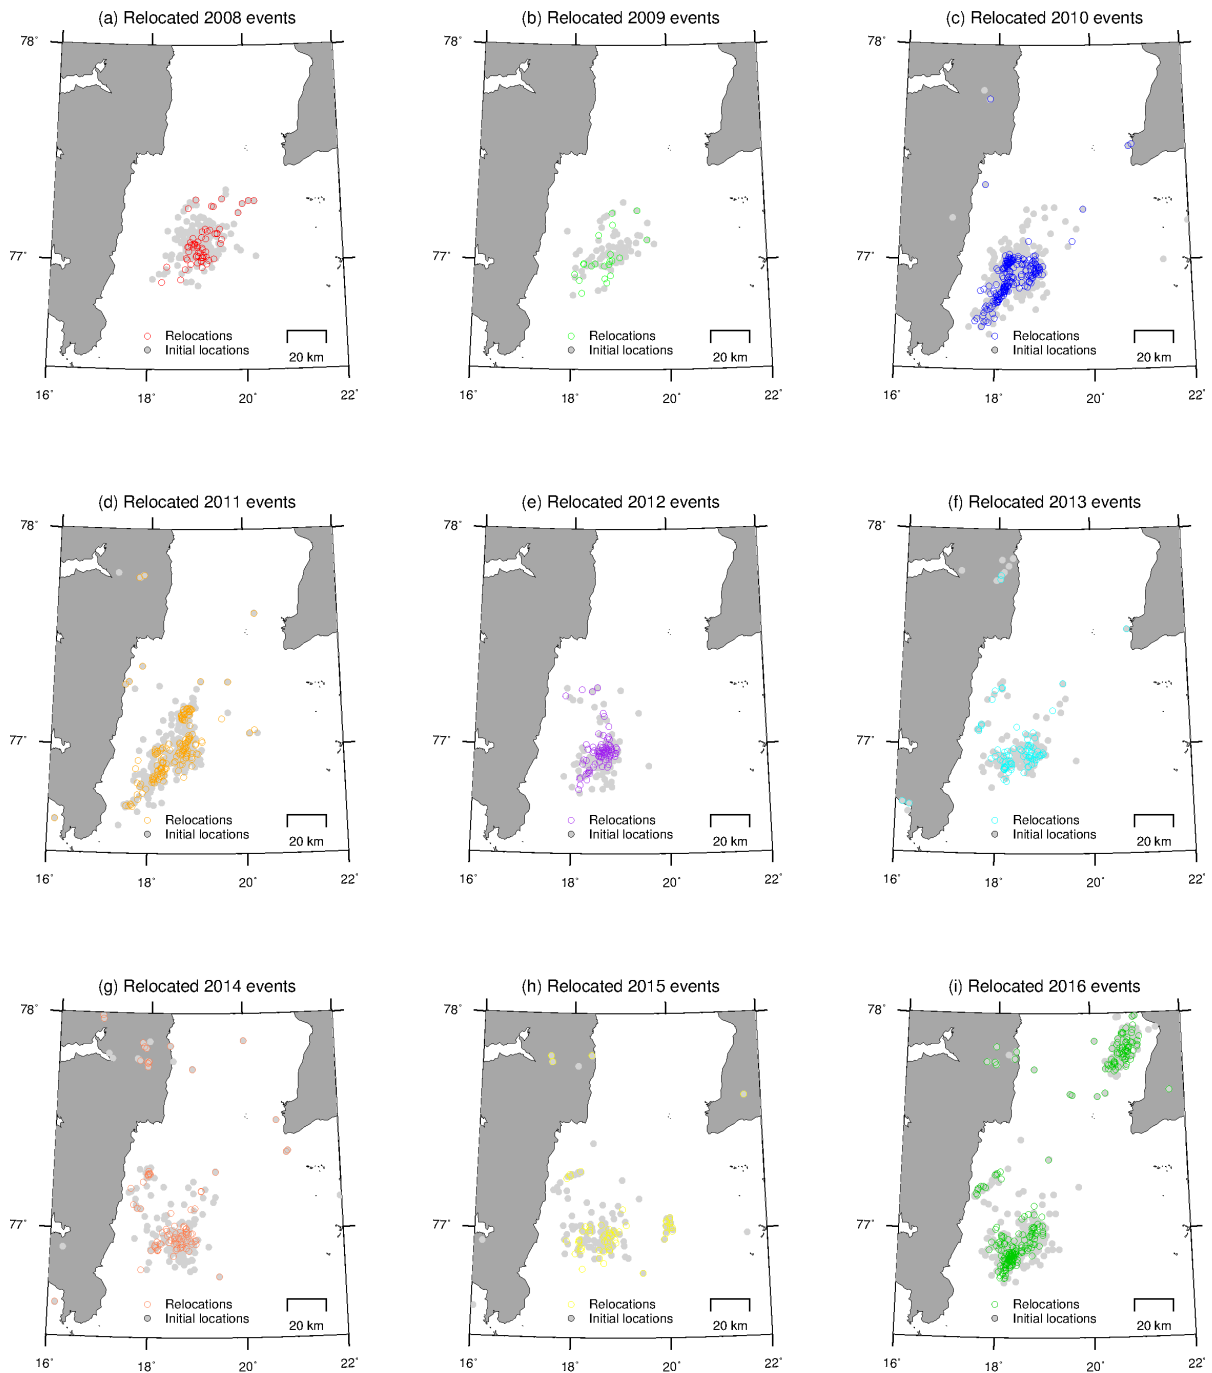 (a) Relocated 2008 events
(b) Relocated 2009 events
(c) Relocated 2010 events
78°
78°
78°
77°
77°
77°
Relocations
Initial locations
20 km
Relocations
Initial locations
20 km
Relocations
Initial locations
20 km
16°
18°
20°
22°
16°
18°
20°
22°
16°
18°
20°
22°
(d) Relocated 2011 events
(e) Relocated 2012 events
(f) Relocated 2013 events
78°
78°
78°
77°
77°
77°
Relocations
Initial locations
20 km
Relocations
Initial locations
20 km
Relocations
Initial locations
20 km
16°
18°
20°
22°
16°
18°
20°
22°
16°
18°
20°
22°
(g) Relocated 2014 events
(h) Relocated 2015 events
(i) Relocated 2016 events
78°
78°
78°
77°
77°
77°
Relocations
Initial locations
20 km
Relocations
Initial locations
20 km
Relocations
Initial locations
20 km
16°
18°
20°
22°
16°
18°
20°
22°
16°
18°
20°
22°